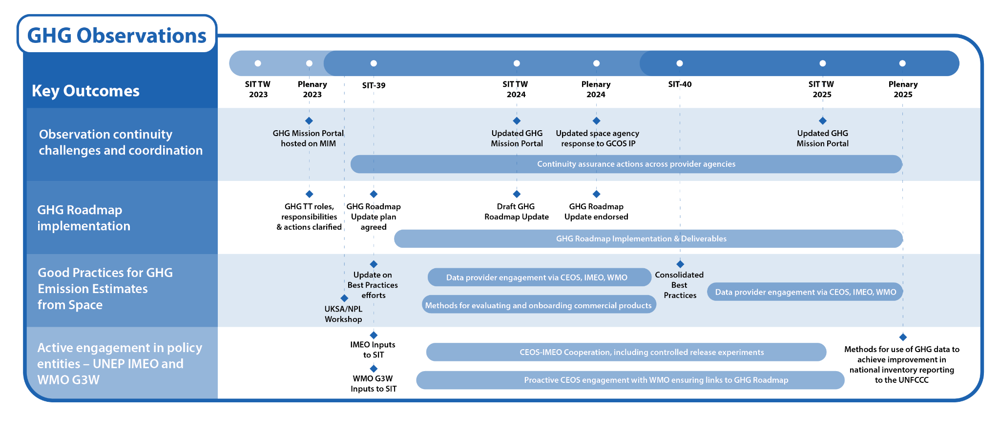 GHG Observations
Key Outcomes
SIT TW
2023
Plenary
2023
SIT-39
SIT TW
2024
Plenary
2024
SIT-40
SIT TW
2025
Plenary
2025
Observation continuity
challenges and coordination
GHG Mission Portal
hosted on MIM
Updated GHG
Mission Portal
Updated space agency
response to GCOS IP
Updated GHG
Mission Portal
Continuity assurance actions across provider agencies
GHG Roadmap
implementation
GHG TT roles,
responsibilities
& actions clarified
GHG Roadmap
Update plan
agreed
Draft GHG
Roadmap Update
GHG Roadmap
Update endorsed
GHG Roadmap Implementation & Deliverables
Good Practices for GHG
Emission Estimates
from Space
UKSA/NPL
Workshop
Update on
Best Practices
efforts
Data provider engagement via CEOS, IMEO, WMO
Methods for evaluating and onboarding commercial products
Consolidated
Best
Practices
Data provider engagement via CEOS, IMEO, WMO
Active engagement in policy
entities – UNEP IMEO and
WMO G3W
IMEO Inputs
to SIT
WMO G3W
Inputs to SIT
CEOS-IMEO Cooperation, including controlled release experiments
Proactive CEOS engagement with WMO ensuring links to GHG Roadmap
Methods for use of GHG data to
achieve improvement in
national inventory reporting
to the UNFCCC